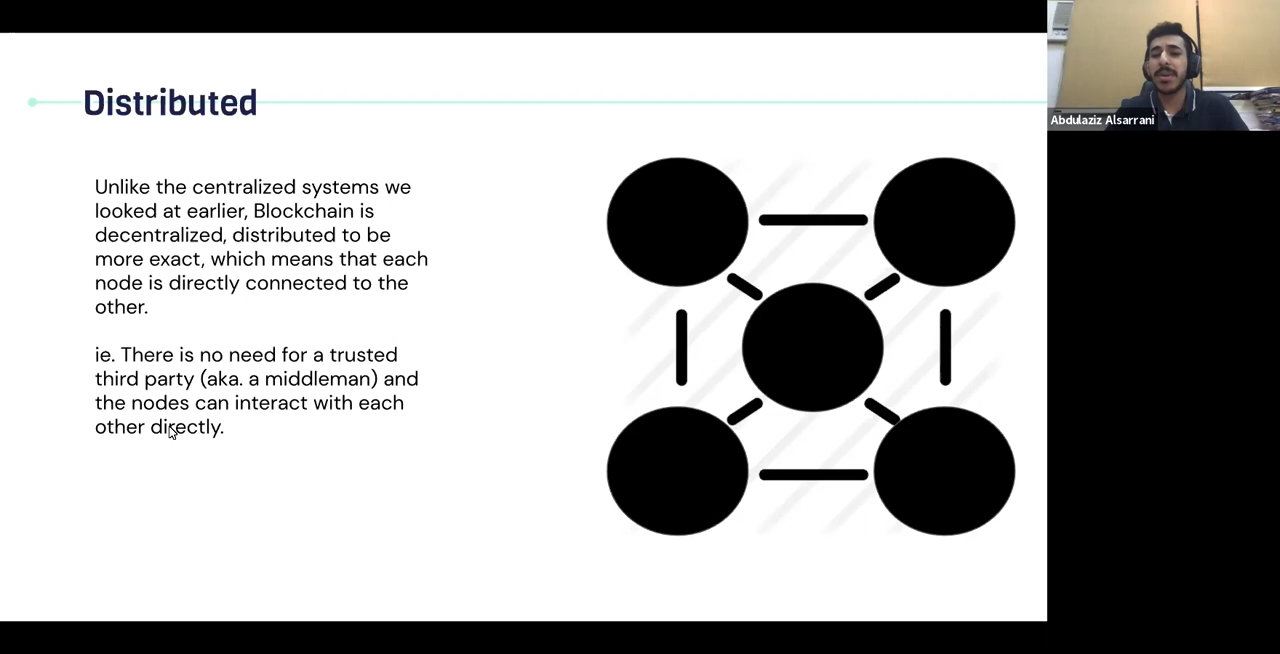 Distributed
Unlike the centralized systems we
looked at earlier, Blockchain is
decentralized, distributed to be
more exact, which means that each
node is directly connected to the
other.
ie. There is no need for a trusted
third party (aka. a middleman) and
the nodes can interact with each
other directly.
Abdulaziz Alsarrani